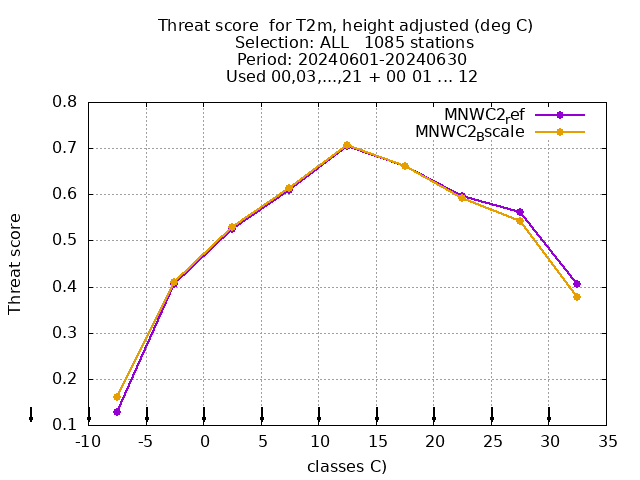 Threat score  for T2m, height adjusted (deg C)
Selection: ALL   1085 stations
Period: 20240601-20240630
Used 00,03,...,21 + 00 01 ... 12
MNWC2ref
MNWC2Bscale
Threat score
0.8
0.7
0.6
0.5
0.4
0.3
0.2
0.1
-10 -5 0 5 10 15 20 25 30 35
classes C)